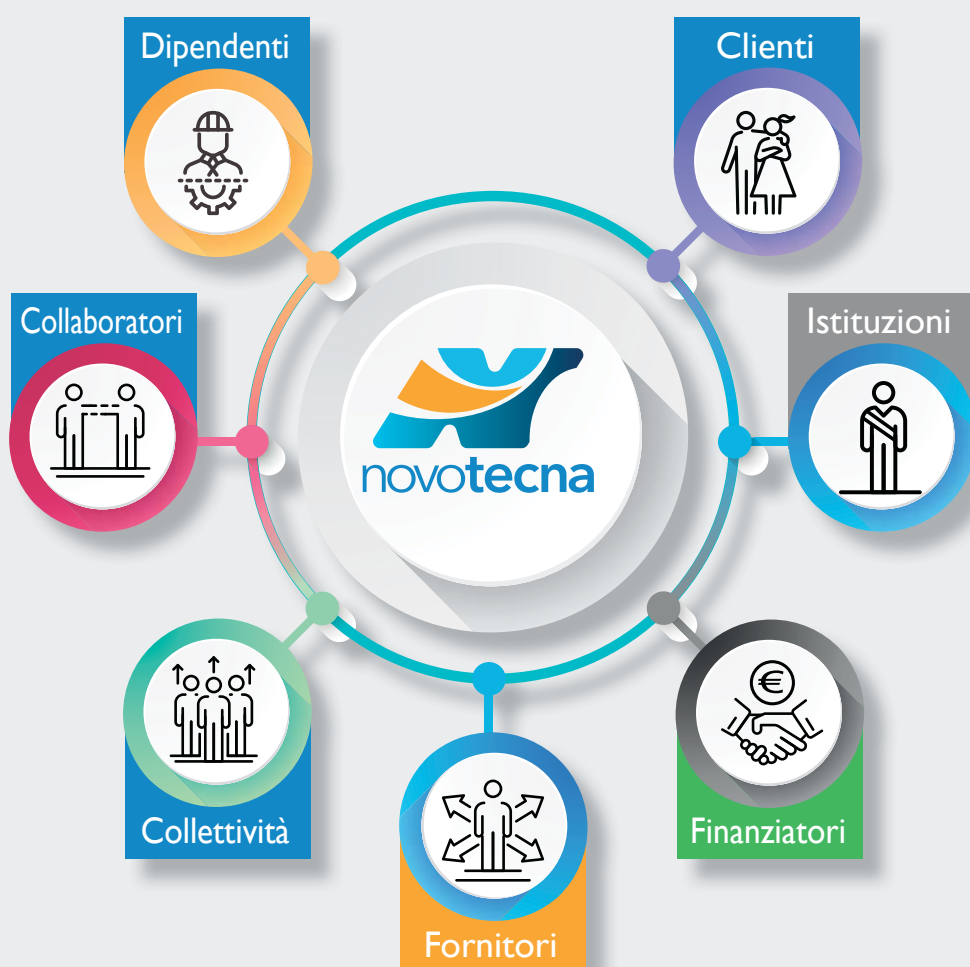 Dipendenti
Clienti
Collaboratori
Istituzioni
novotecna
€
Collettività
Finanziatori
Fornitori